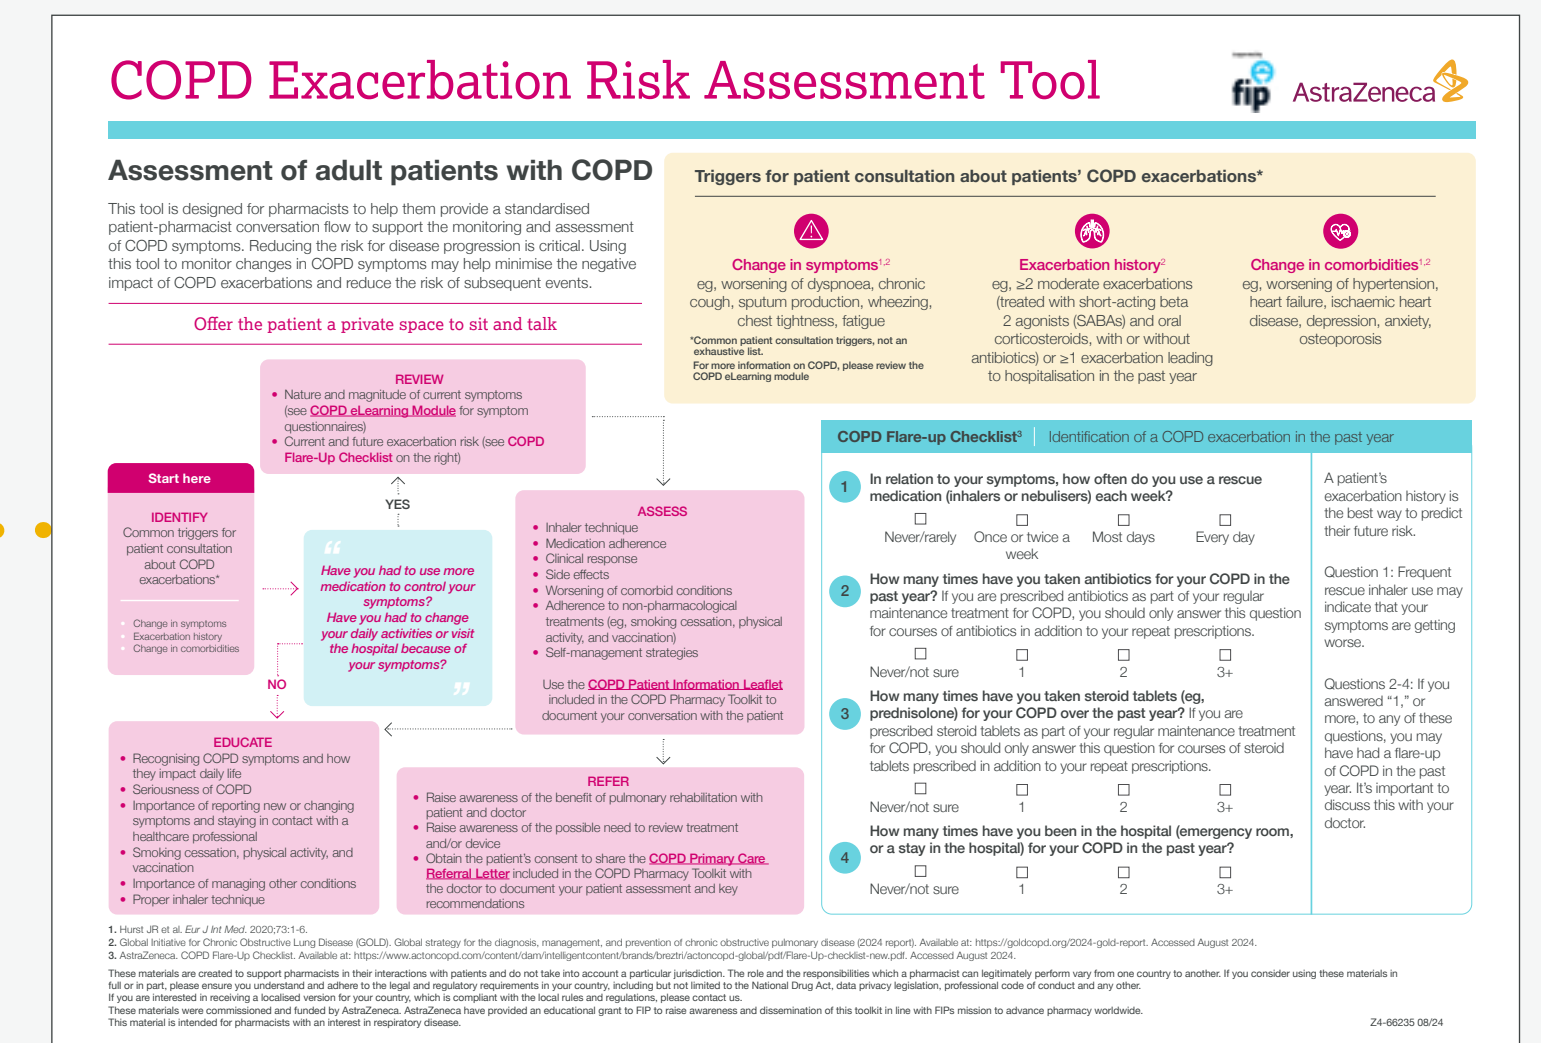 COPD Exacerbation Risk Assessment Tool
fip
AstraZeneca
Assessment of adult patients with COPD
This tool is designed for pharmacists to help them provide a standardised
patient-pharmacist conversation flow to support the monitoring and assessment
of COPD symptoms. Reducing the risk for disease progression is critical. Using
this tool to monitor changes in COPD symptoms may help minimise the negative
impact of COPD exacerbations and reduce the risk of subsequent events.
Offer the patient a private space to sit and talk
Triggers for patient consultation about patients' COPD exacerbations*
Change in symptoms1,2
eg, worsening of dyspnoea, chronic
cough, sputum production, wheezing,
chest tightness, fatigue
*Common patient consultation triggers, not an
exhaustive list.
For more information on COPD, please review the
COPD eLearning module
Exacerbation history2
eg, ≥2 moderate exacerbations
(treated with short-acting beta
2 agonists (SABAs) and oral
corticosteroids, with or without
antibiotics) or ≥1 exacerbation leading
to hospitalisation in the past year
Change in comorbidities1,2
eg, worsening of hypertension,
heart failure, ischaemic heart
disease, depression, anxiety,
osteoporosis
Start here
IDENTIFY
Common triggers for
patient consultation
about COPD
exacerbations*
• Change in symptoms
• Exacerbation history
• Change in comorbidities
REVIEW
• Nature and magnitude of current symptoms
(see COPD eLearning Module for symptom
questionnaires)
• Current and future exacerbation risk (see COPD
Flare-Up Checklist on the right)
YES
“
Have you had to use more
medication to control your
symptoms?
Have you had to change
your daily activities or visit
the hospital because of
your symptoms?
”
NO
ASSESS
• Inhaler technique
• Medication adherence
• Clinical response
• Side effects
• Worsening of comorbid conditions
• Adherence to non-pharmacological
treatments (eg, smoking cessation, physical
activity, and vaccination)
• Self-management strategies
Use the COPD Patient Information Leaflet
included in the COPD Pharmacy Toolkit to
document your conversation with the patient
EDUCATE
• Recognising COPD symptoms and how
they impact daily life
• Seriousness of COPD
• Importance of reporting new or changing
symptoms and staying in contact with a
healthcare professional
• Smoking cessation, physical activity, and
vaccination
• Importance of managing other conditions
• Proper inhaler technique
REFER
• Raise awareness of the benefit of pulmonary rehabilitation with
patient and doctor
• Raise awareness of the possible need to review treatment
and/or device
• Obtain the patient's consent to share the COPD Primary Care
Referral Letter included in the COPD Pharmacy Toolkit with
the doctor to document your patient assessment and key
recommendations
COPD Flare-up Checklist3 | Identification of a COPD exacerbation in the past year
1
In relation to your symptoms, how often do you use a rescue
medication (inhalers or nebulisers) each week?
☐ ☐ ☐ ☐
Never/rarely Once or twice a Most days Every day
week
2
How many times have you taken antibiotics for your COPD in the
past year? If you are prescribed antibiotics as part of your regular
maintenance treatment for COPD, you should only answer this question
for courses of antibiotics in addition to your repeat prescriptions.
☐ ☐ ☐ ☐
Never/not sure 1 2 3+
3
How many times have you taken steroid tablets (eg,
prednisolone) for your COPD over the past year? If you are
prescribed steroid tablets as part of your regular maintenance treatment
for COPD, you should only answer this question for courses of steroid
tablets prescribed in addition to your repeat prescriptions.
☐ ☐ ☐ ☐
Never/not sure 1 2 3+
4
How many times have you been in the hospital (emergency room,
or a stay in the hospital) for your COPD in the past year?
☐ ☐ ☐ ☐
Never/not sure 1 2 3+
A patient's
exacerbation history is
the best way to predict
their future risk.
Question 1: Frequent
rescue inhaler use may
indicate that your
symptoms are getting
worse.
Questions 2-4: If you
answered “1,” or
more, to any of these
questions, you may
have had a flare-up
of COPD in the past
year. It's important to
discuss this with your
doctor.
1. Hurst JR et al. Eur J Int Med. 2020;73:1-6.
2. Global Initiative for Chronic Obstructive Lung Disease (GOLD). Global strategy for the diagnosis, management, and prevention of chronic obstructive pulmonary disease (2024 report). Available at: https://goldcopd.org/2024-gold-report. Accessed August 2024.
3. AstraZeneca. COPD Flare-Up Checklist. Available at: https://www.actoncopd.com/content/dam/intelligentcontent/brands/breztri/actoncopd-global/pdf/Flare-Up-checklist-new.pdf. Accessed August 2024.
These materials are created to support pharmacists in their interactions with patients and do not take into account a particular jurisdiction. The role and the responsibilities which a pharmacist can legitimately perform vary from one country to another. If you consider using these materials in
full or in part, please ensure you understand and adhere to the legal and regulatory requirements in your country, including but not limited to the National Drug Act, data privacy legislation, professional code of conduct and any other.
If you are interested in receiving a localised version for your country, which is compliant with the local rules and regulations, please contact us.
These materials were commissioned and funded by AstraZeneca. AstraZeneca have provided an educational grant to FIP to raise awareness and dissemination of this toolkit in line with FIPs mission to advance pharmacy worldwide.
This material is intended for pharmacists with an interest in respiratory disease.
Z4-66235 08/24